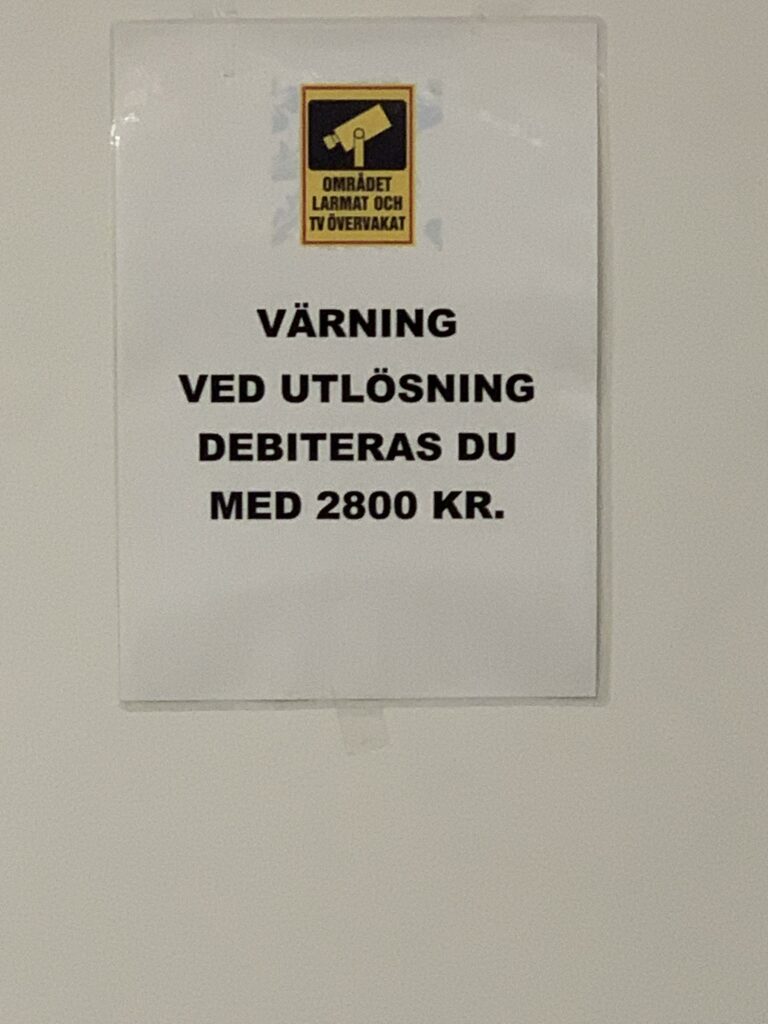 OMRÅDET
LARMAT OCH
TV ÖVERVAKAT
VÄRNING
VED UTLÖSNING
DEBITERAS DU
MED 2800 KR.